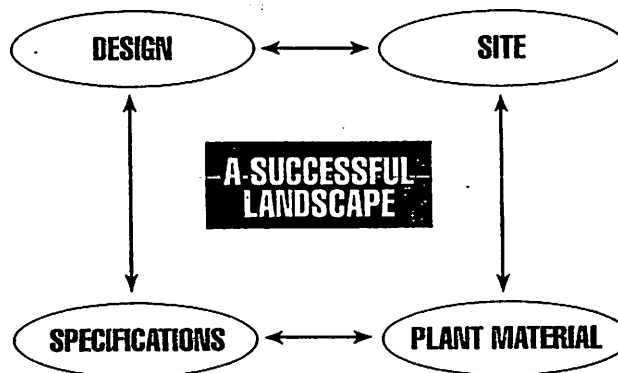 DESIGN
SITE
A SUCCESSFUL
LANDSCAPE
SPECIFICATIONS
PLANT MATERIAL